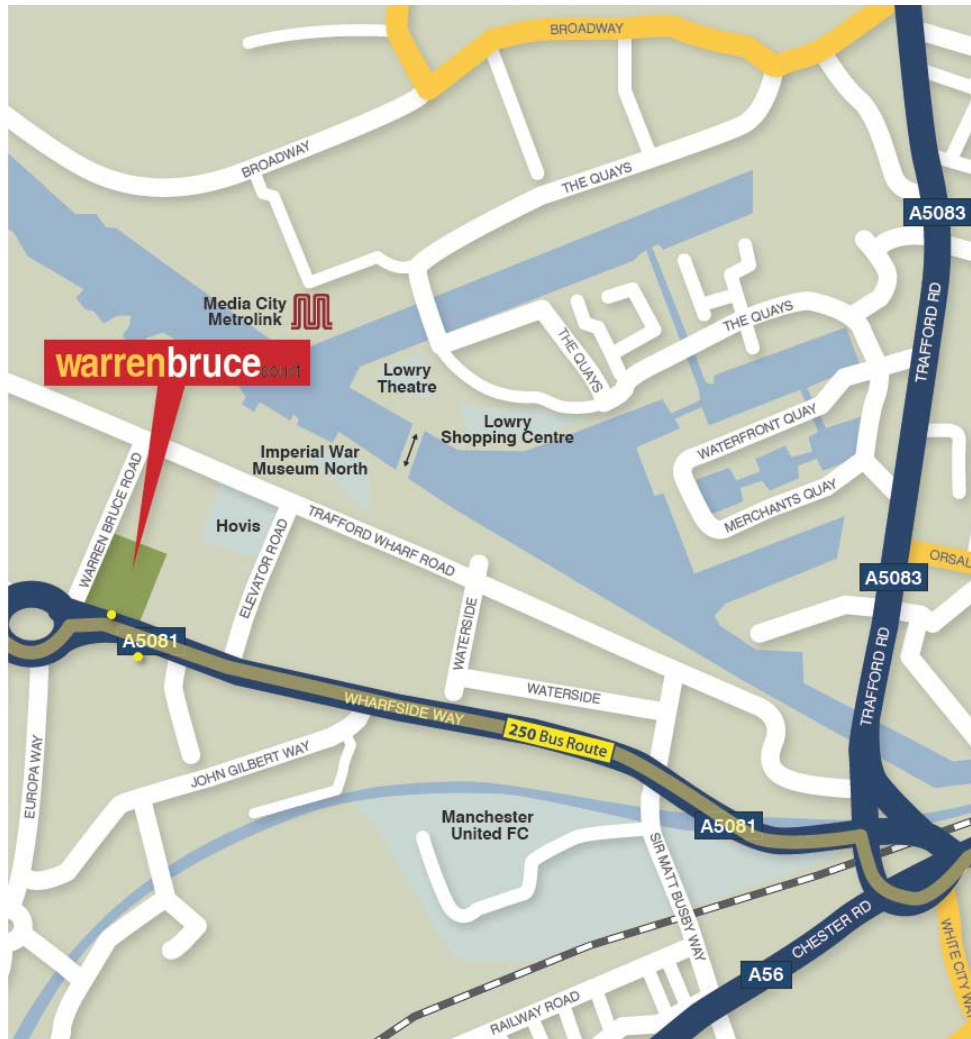 BROADWAY
BROADWAY
THE QUAYS
A5083
Media City
Metrolink
THE QUAYS
TRAFFORD RD
warrenbrucecourt
Lowry
Theatre
THE QUAYS
Lowry
Shopping Centre
WATERFRONT QUAY
Imperial War
Museum North
WARREN BRUCE ROAD
MERCHANTS QUAY
Hovis
TRAFFORD WHARF ROAD
ELEVATOR ROAD
ORSAL
A5083
A5081
WATERSIDE
WATERSIDE
TRAFFORD RD
WHARFSIDE WAY
250 Bus Route
EUROPA WAY
JOHN GILBERT WAY
Manchester
United FC
A5081
SIR MATT BUSBY WAY
CHESTER RD
WHITE CITY WAY
A56
RAILWAY ROAD